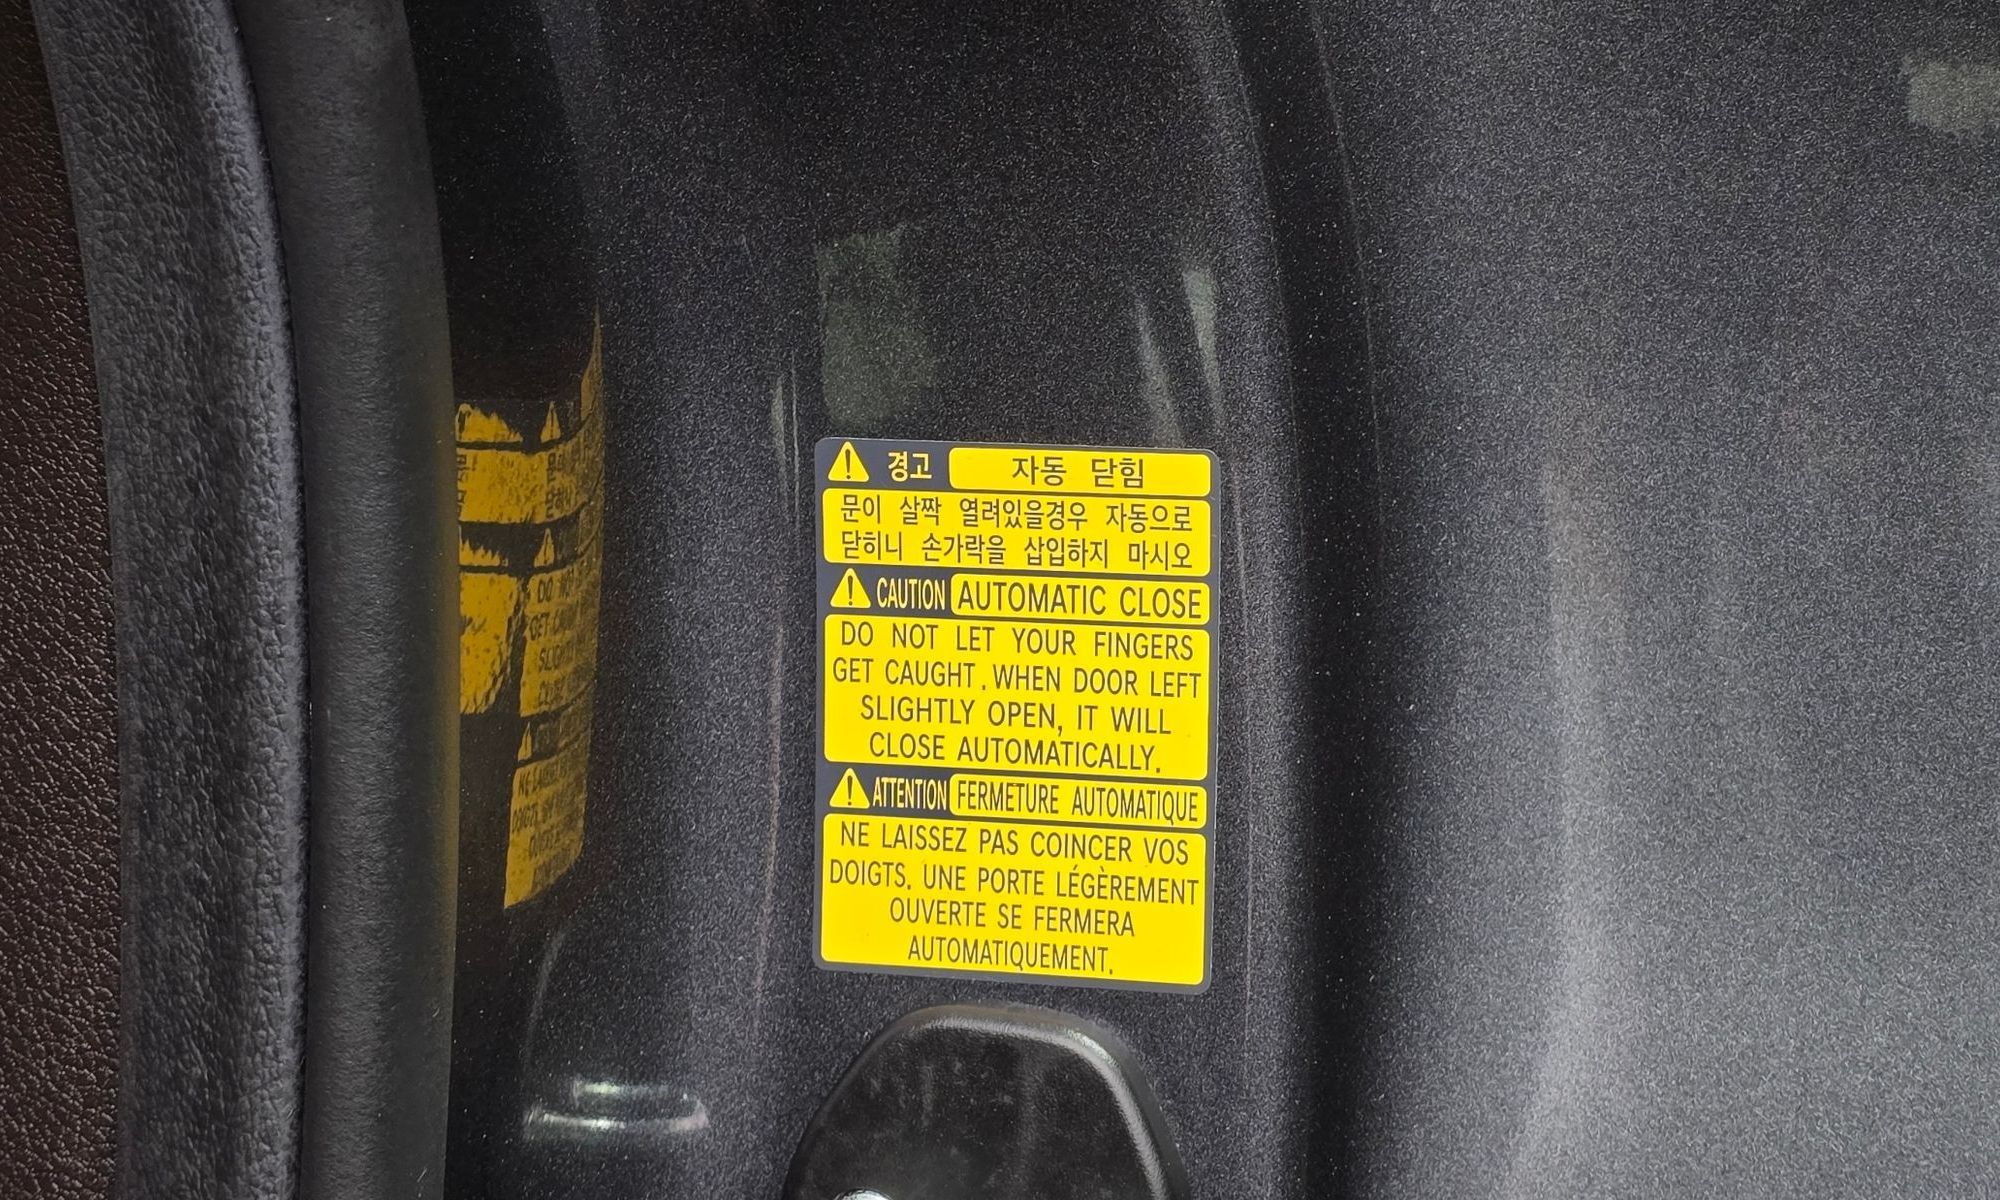 경고 자동 닫힘
문이 살짝 열려있을경우 자동으로
닫히니 손가락을 삽입하지 마시오
CAUTION AUTOMATIC CLOSE
DO NOT LET YOUR FINGERS
GET CAUGHT. WHEN DOOR LEFT
SLIGHTLY OPEN, IT WILL
CLOSE AUTOMATICALLY.
ATTENTION FERMETURE AUTOMATIQUE
NE LAISSEZ PAS COINCER VOS
DOIGTS. UNE PORTE LÉGÈREMENT
OUVERTE SE FERMERA
AUTOMATIQUEMENT.